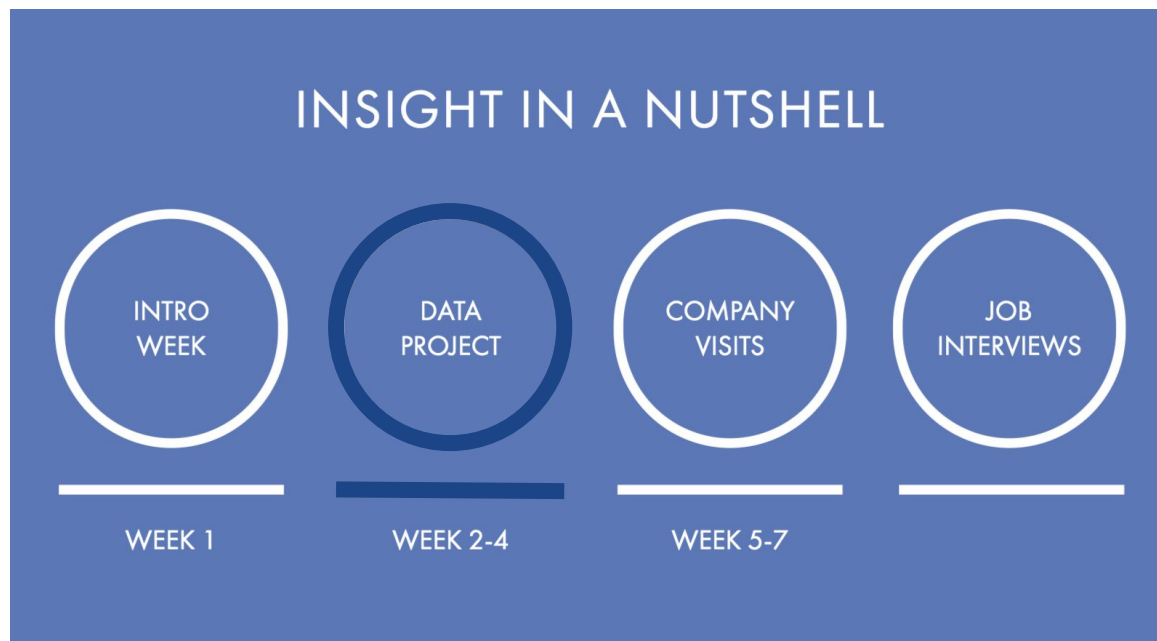 INSIGHT IN A NUTSHELL
INTRO
WEEK
DATA
PROJECT
COMPANY
VISITS
JOB
INTERVIEWS
WEEK 1
WEEK 2-4
WEEK 5-7